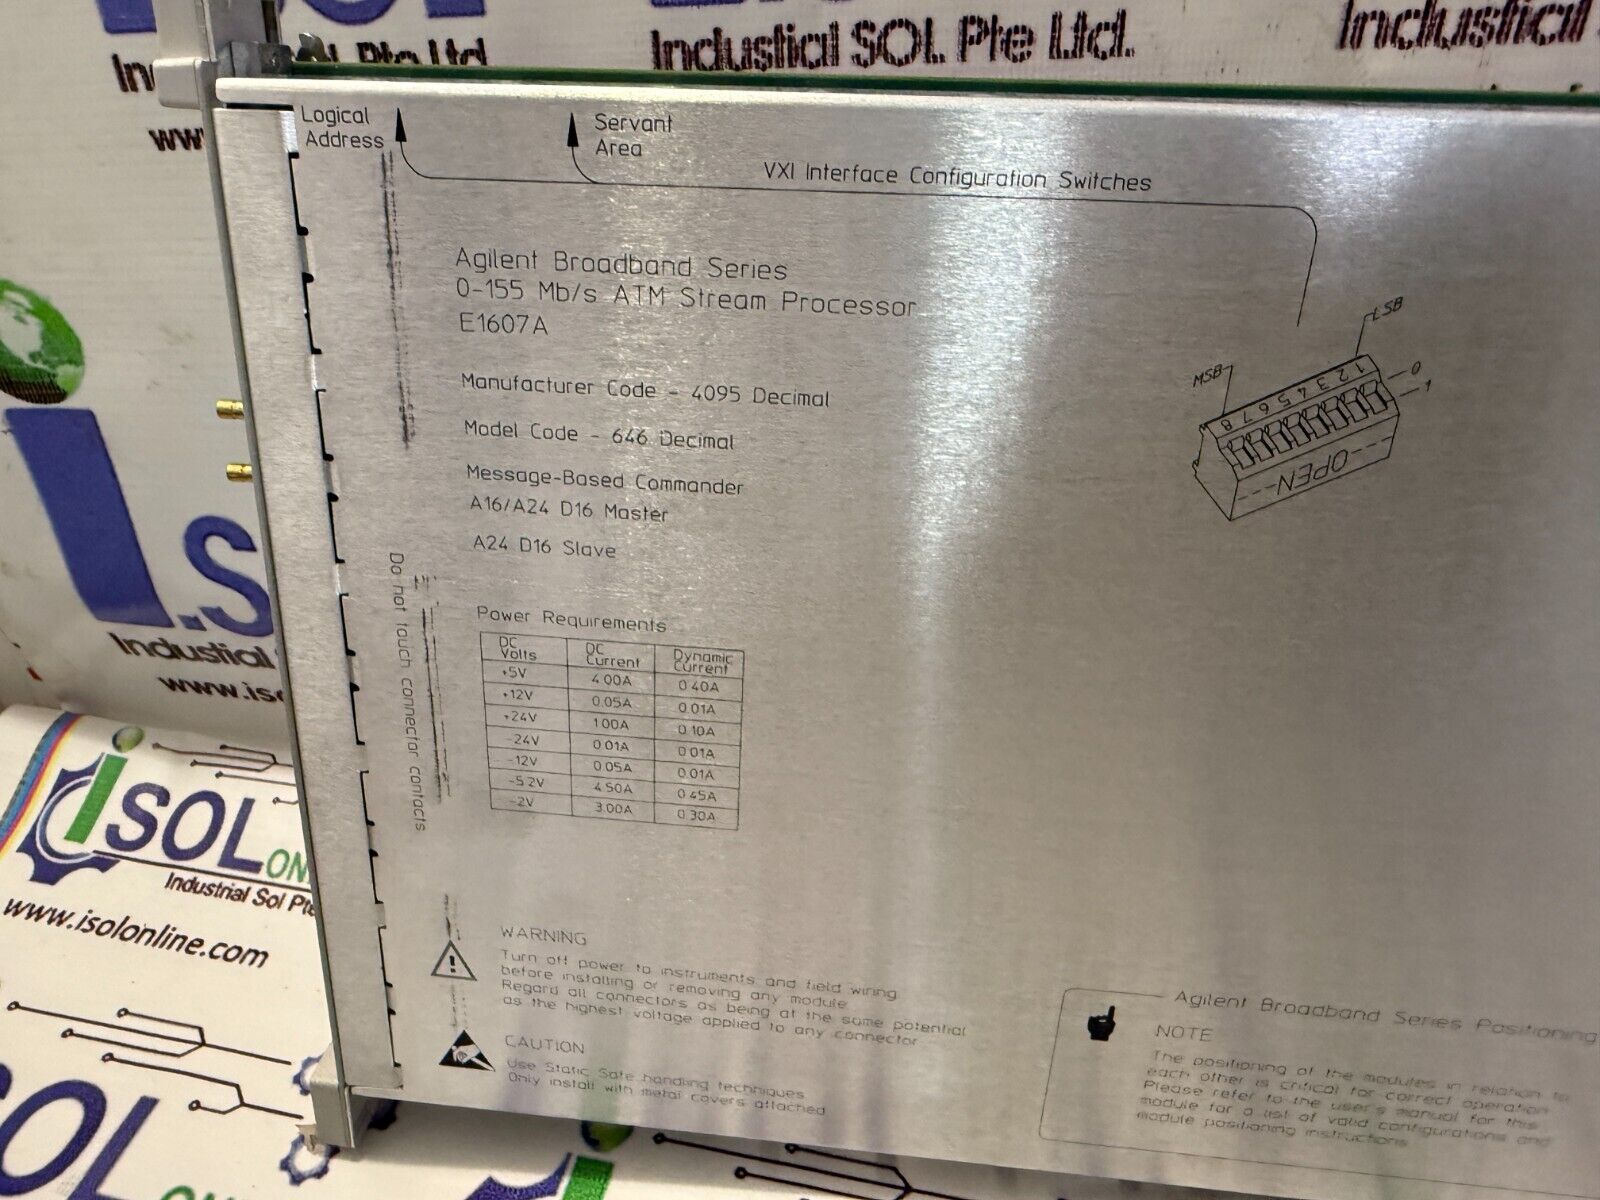 Industial SOL Pte Ltd.
Industial
Logical
Address
Servant
Area
VXI Interface Configuration Switches
Agilent Broadband Series
0-155 Mb/s ATM Stream Processor
E1607A
MSB
LSB
8 7 6 5 4 3 2 1
0
1
--OPEN---
Manufacturer Code - 4095 Decimal
Model Code - 646 Decimal
Message-Based Commander
A16/A24 D16 Master
A24 D16 Slave
Do not touch connector contacts
Power Requirements
DC Volts DC Current Dynamic Current
+5V 4.00A 0.40A
+12V 0.05A 0.01A
+24V 1.00A 0.10A
-24V 0.01A 0.01A
-12V 0.05A 0.01A
-5.2V 4.50A 0.45A
-2V 3.00A 0.30A
WARNING
Turn off power to instruments and field wiring
before installing or removing any module
Regard all connectors as being at the same potential
as the highest voltage applied to any connector
CAUTION
Use Static Safe handling techniques
Only install with metal covers attached
Agilent Broadband Series Positioning
NOTE
The positioning of the modules in relation to
each other is critical for correct operation
Please refer to the user's manual for this
module for a list of valid configurations and
module positioning instructions
i.s
Industial
www.is
iSOL ON
Industrial Sol Pte
www.isolonline.com
SOL